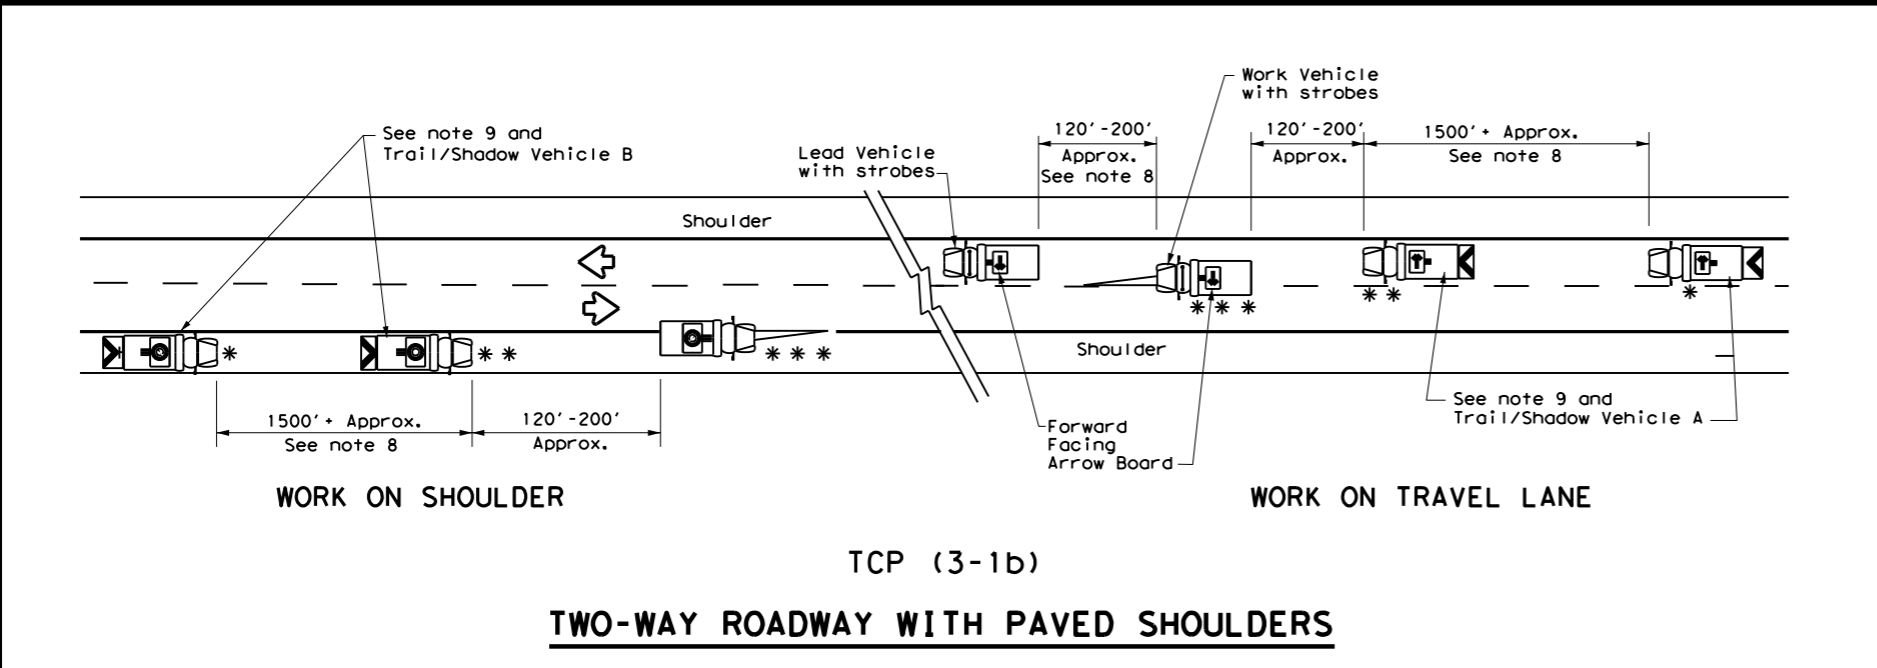 Work Vehicle
with strobes
See note 9 and
Trail/Shadow Vehicle B
Lead Vehicle
with strobes
120'-200'
Approx.
See note 8
120'-200'
Approx.
1500'+ Approx.
See note 8
Shoulder
*
* *
* * *
* * *
* *
*
Shoulder
1500'+ Approx.
See note 8
120'-200'
Approx.
Forward
Facing
Arrow Board
See note 9 and
Trail/Shadow Vehicle A
WORK ON SHOULDER
WORK ON TRAVEL LANE
TCP (3-1b)
TWO-WAY ROADWAY WITH PAVED SHOULDERS